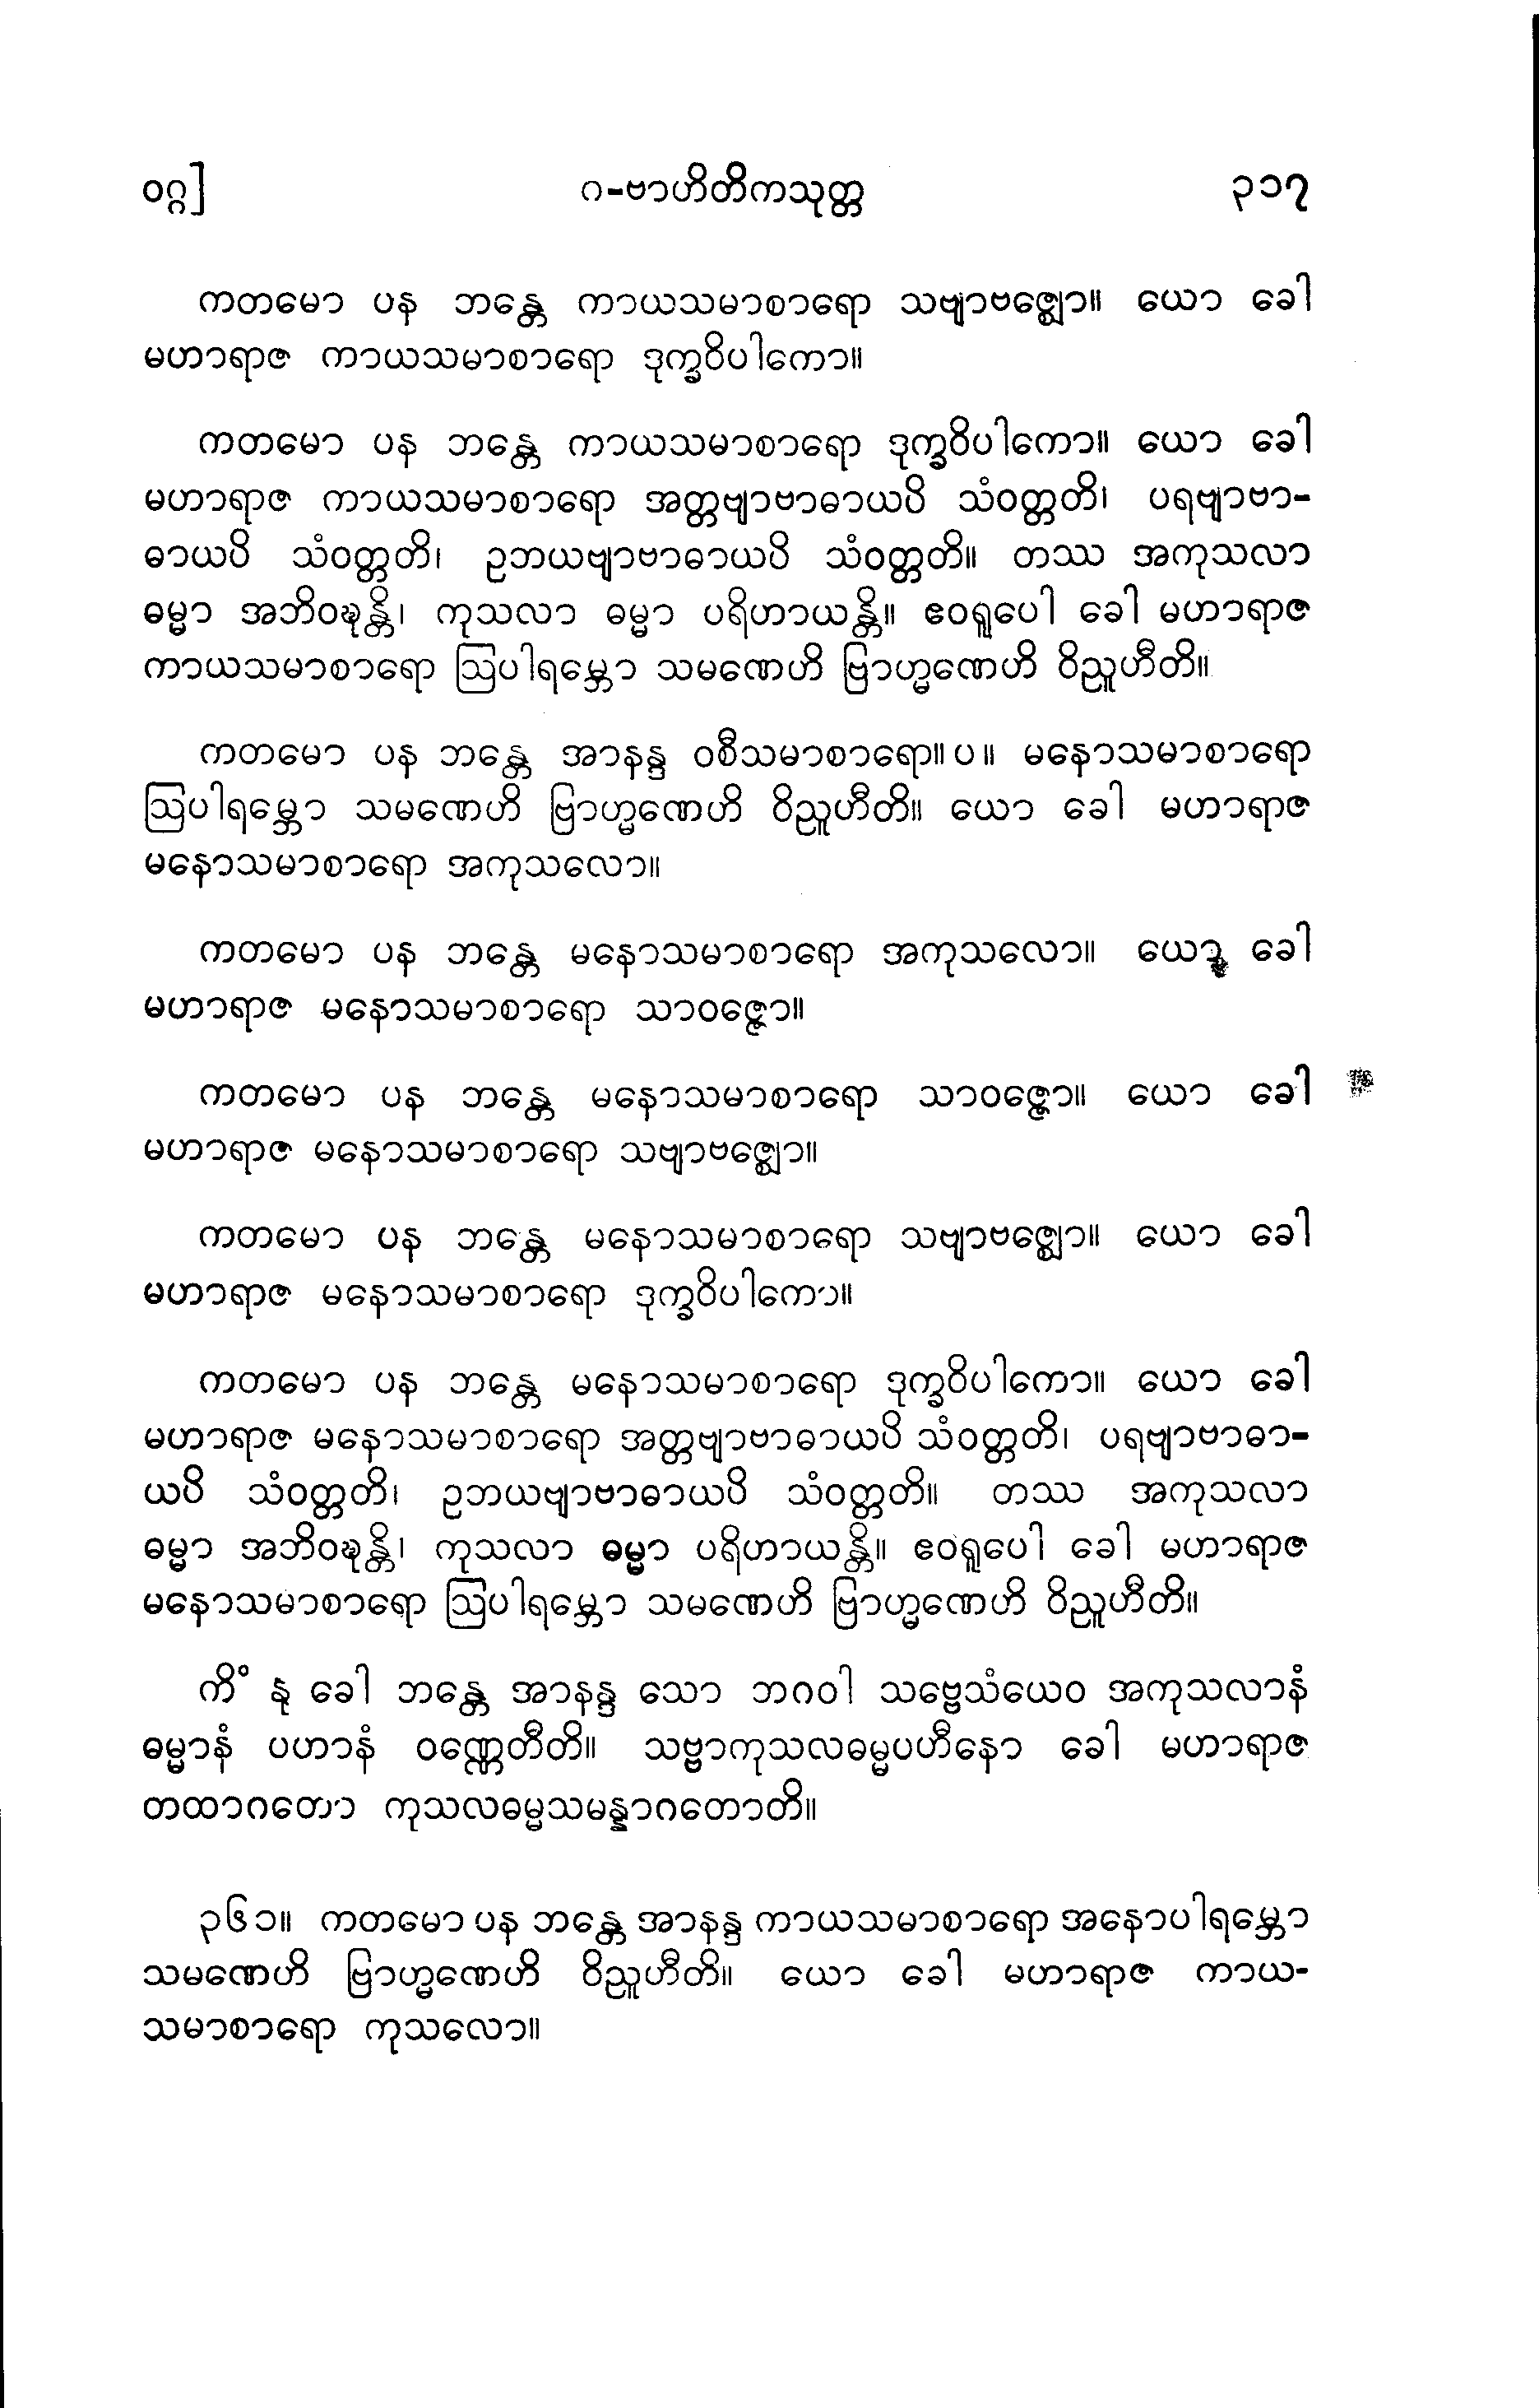 ဝဂ္ဂ] ဂ-ဗာဟိတိကသုတ္တ ၃၁၇
ကတမော ပန ဘန္တေ ကာယသမာစာရော သဗျာဗဇ္ဈော။ ယော ခေါ
မဟာရာဇ ကာယသမာစာရော ဒုက္ခဝိပါကော။
ကတမော ပန ဘန္တေ ကာယသမာစာရော ဒုက္ခဝိပါကော။ ယော ခေါ
မဟာရာဇ ကာယသမာစာရော အတ္တဗျာဗာဓာယပိ သံဝတ္တတိ၊ ပရဗျာဗာ-
ဓာယပိ သံဝတ္တတိ၊ ဥဘယဗျာဗာဓာယပိ သံဝတ္တတိ။ တဿ အကုသလာ
ဓမ္မာ အဘိဝဍ္ဎန္တိ၊ ကုသလာ ဓမ္မာ ပရိဟာယန္တိ။ ဧဝရူပေါ ခေါ မဟာရာဇ
ကာယသမာစာရော ဩပါရမ္ဘော သမဏေဟိ ဗြာဟ္မဏေဟိ ဝိညူဟီတိ။
ကတမော ပန ဘန္တေ အာနန္ဒ ဝစီသမာစာရော။ပ။ မနောသမာစာရော
ဩပါရမ္ဘော သမဏေဟိ ဗြာဟ္မဏေဟိ ဝိညူဟီတိ။ ယော ခေါ မဟာရာဇ
မနောသမာစာရော အကုသလော။
ကတမော ပန ဘန္တေ မနောသမာစာရော အကုသလော။ ယော ခေါ
မဟာရာဇ မနောသမာစာရော သာဝဇ္ဇော။
ကတမော ပန ဘန္တေ မနောသမာစာရော သာဝဇ္ဇော။ ယော ခေါ
မဟာရာဇ မနောသမာစာရော သဗျာဗဇ္ဈော။
ကတမော ပန ဘန္တေ မနောသမာစာရော သဗျာဗဇ္ဈော။ ယော ခေါ
မဟာရာဇ မနောသမာစာရော ဒုက္ခဝိပါကော။
ကတမော ပန ဘန္တေ မနောသမာစာရော ဒုက္ခဝိပါကော။ ယော ခေါ
မဟာရာဇ မနောသမာစာရော အတ္တဗျာဗာဓာယပိ သံဝတ္တတိ၊ ပရဗျာဗာဓာ-
ယပိ သံဝတ္တတိ၊ ဥဘယဗျာဗာဓာယပိ သံဝတ္တတိ။ တဿ အကုသလာ
ဓမ္မာ အဘိဝဍ္ဎန္တိ၊ ကုသလာ ဓမ္မာ ပရိဟာယန္တိ။ ဧဝရူပေါ ခေါ မဟာရာဇ
မနောသမာစာရော ဩပါရမ္ဘော သမဏေဟိ ဗြာဟ္မဏေဟိ ဝိညူဟီတိ။
ကိံ နု ခေါ ဘန္တေ အာနန္ဒ သော ဘဂဝါ သဗ္ဗေသံယေဝ အကုသလာနံ
ဓမ္မာနံ ပဟာနံ ဝဏ္ဏေတီတိ။ သဗ္ဗာကုသလဓမ္မပဟီနော ခေါ မဟာရာဇ
တထာဂတော ကုသလဓမ္မသမန္နာဂတောတိ။
၃၆၁။ ကတမော ပန ဘန္တေ အာနန္ဒ ကာယသမာစာရော အနောပါရမ္ဘော
သမဏေဟိ ဗြာဟ္မဏေဟိ ဝိညူဟီတိ။ ယော ခေါ မဟာရာဇ ကာယ-
သမာစာရော ကုသလော။